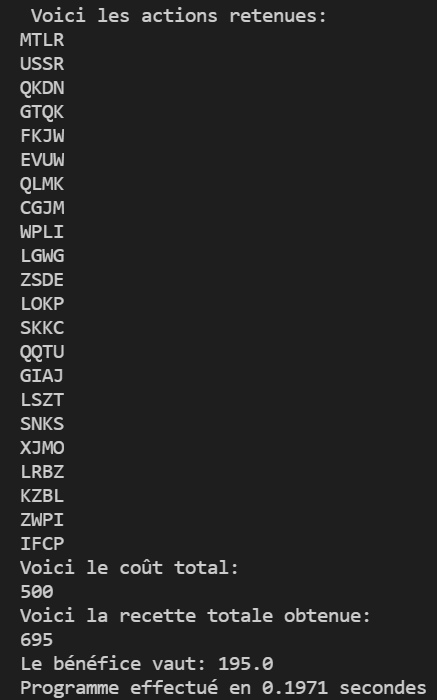 Voici les actions retenues:
MTLR
USSR
QKDN
GTQK
FKJW
EVUW
QLMK
CGJM
WPLI
LGWG
ZSDE
LOKP
SKKC
QQTU
GIAJ
LSZT
SNKS
XJMO
LRBZ
KZBL
ZWPI
IFCP
Voici le coût total:
500
Voici la recette totale obtenue:
695
Le bénéfice vaut: 195.0
Programme effectué en 0.1971 secondes